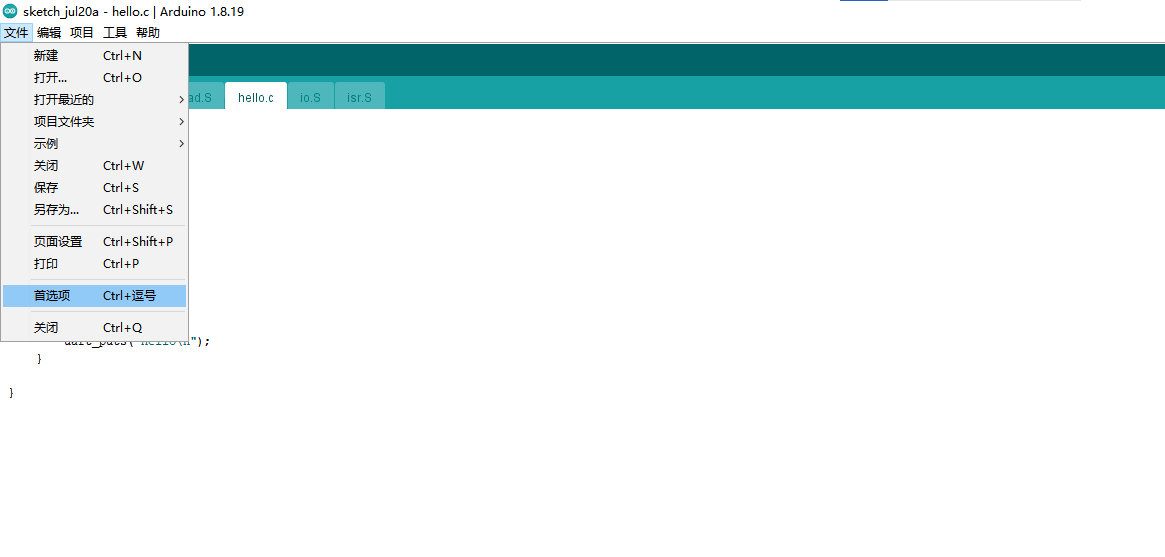 sketch_jul20a - hello.c | Arduino 1.8.19
文件 编辑 项目 工具 帮助
新建 Ctrl+N
打开... Ctrl+O
打开最近的
项目文件夹
示例
关闭 Ctrl+W
保存 Ctrl+S
另存为... Ctrl+Shift+S
页面设置 Ctrl+Shift+P
打印 Ctrl+P
首选项 Ctrl+逗号
关闭 Ctrl+Q
ad.S hello.c io.S isr.S
uart_puts("hello\n");
}
}